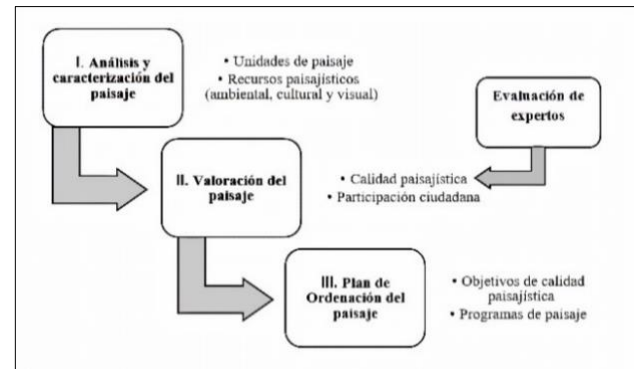 I. Análisis y
caracterización del
paisaje
• Unidades de paisaje
• Recursos paisajísticos
(ambiental, cultural y visual)
Evaluación de
expertos
II. Valoración del
paisaje
• Calidad paisajística
• Participación ciudadana
III. Plan de
Ordenación del
paisaje
• Objetivos de calidad
paisajística
• Programas de paisaje